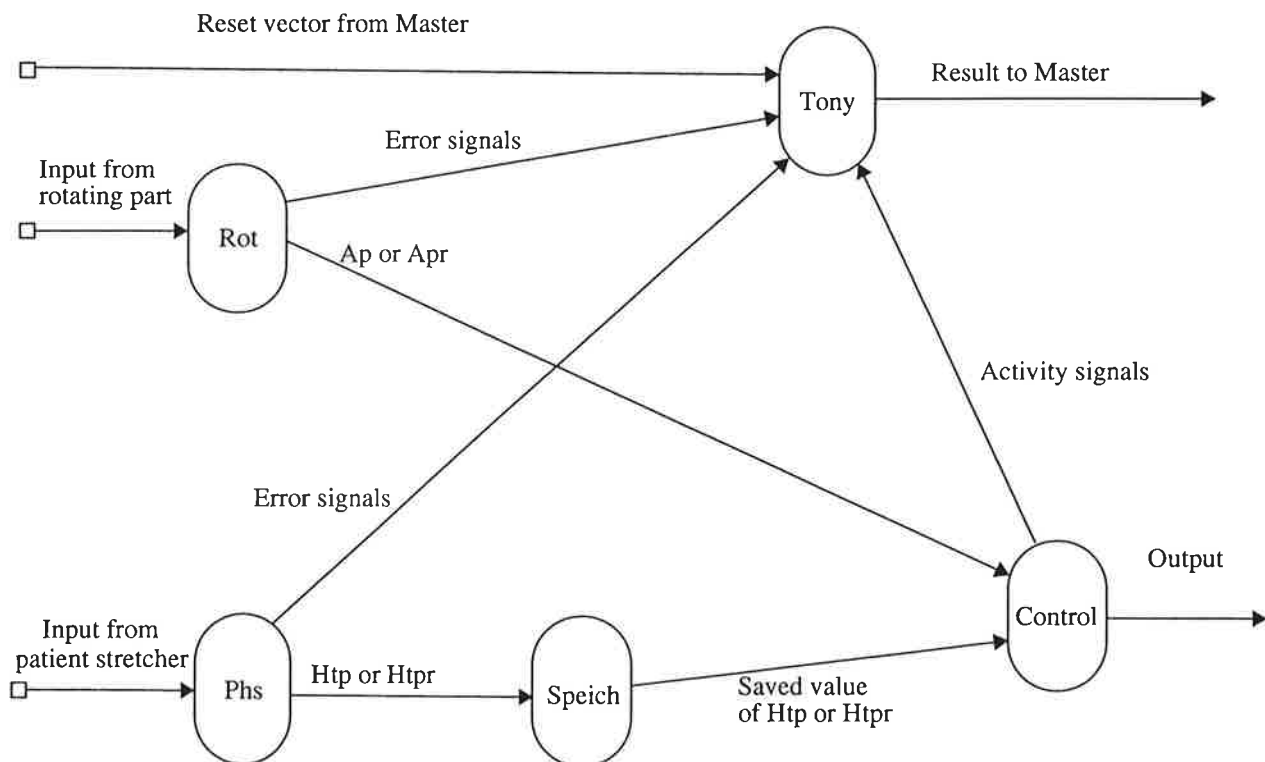 Reset vector from Master
Result to Master
Tony
Error signals
Input from
rotating part
Rot
Ap or Apr
Activity signals
Error signals
Output
Control
Input from
patient stretcher
Phs
Htp or Htpr
Speich
Saved value
of Htp or Htpr